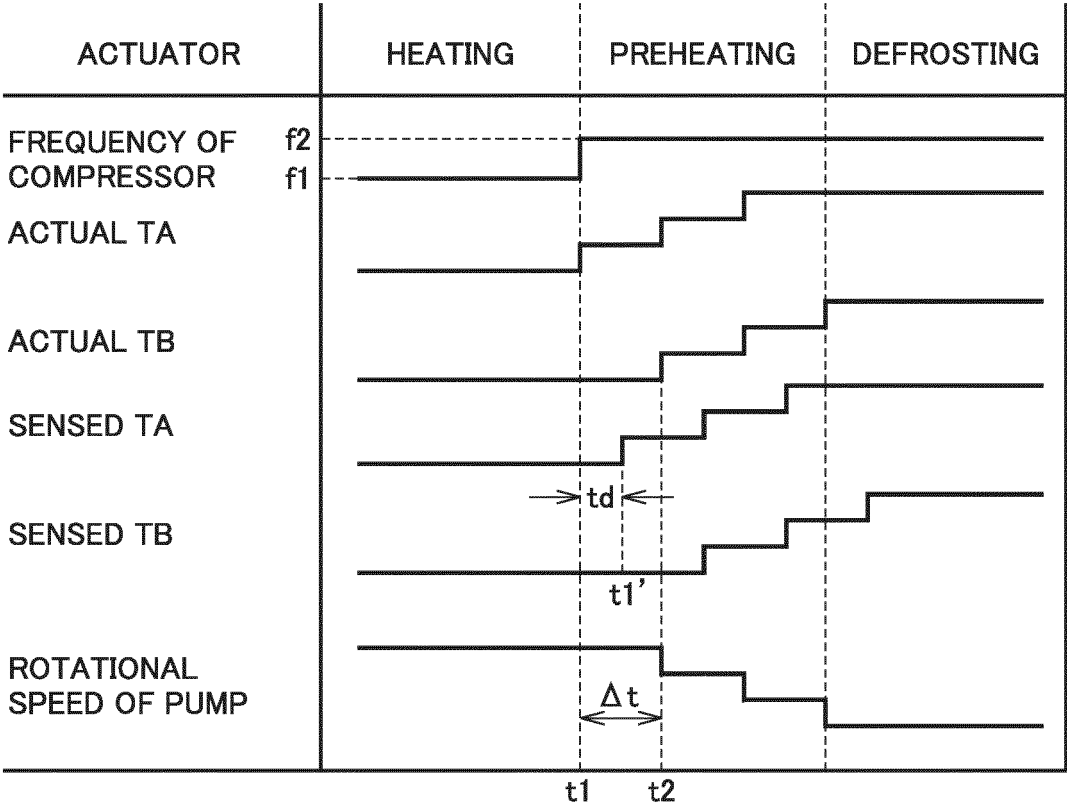 ACTUATOR HEATING PREHEATING DEFROSTING
FREQUENCY OF
COMPRESSOR
f2
f1
ACTUAL TA
ACTUAL TB
SENSED TA
td
SENSED TB
t1’
ROTATIONAL
SPEED OF PUMP
Δt
t1 t2